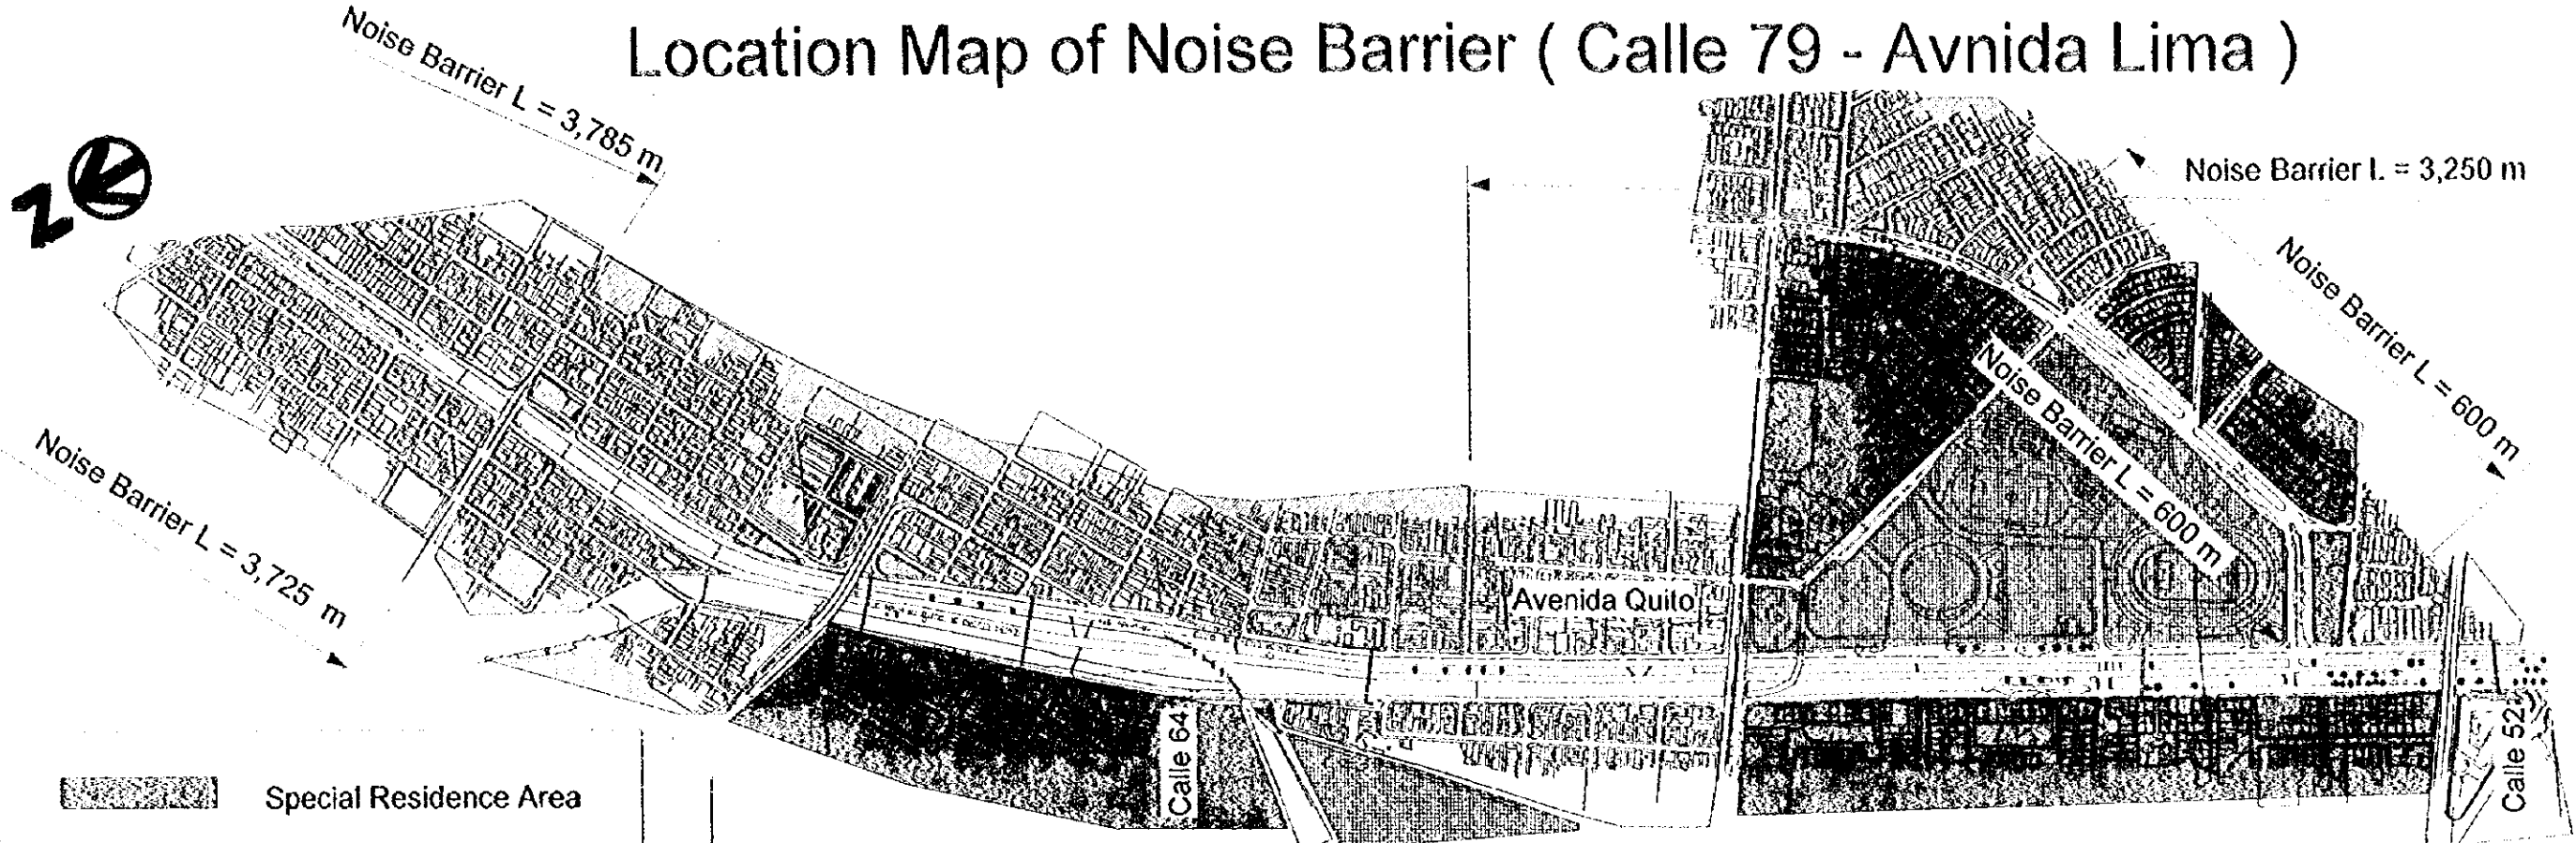 Location Map of Noise Barrier ( Calle 79 - Avnida Lima )
Noise Barrier L = 3,785 m
Noise Barrier L = 3,250 m
Z
Noise Barrier L = 600 m
Noise Barrier L = 600 m
Noise Barrier L = 3,725 m
Avenida Quito
Calle 64
Calle 52
Special Residence Area